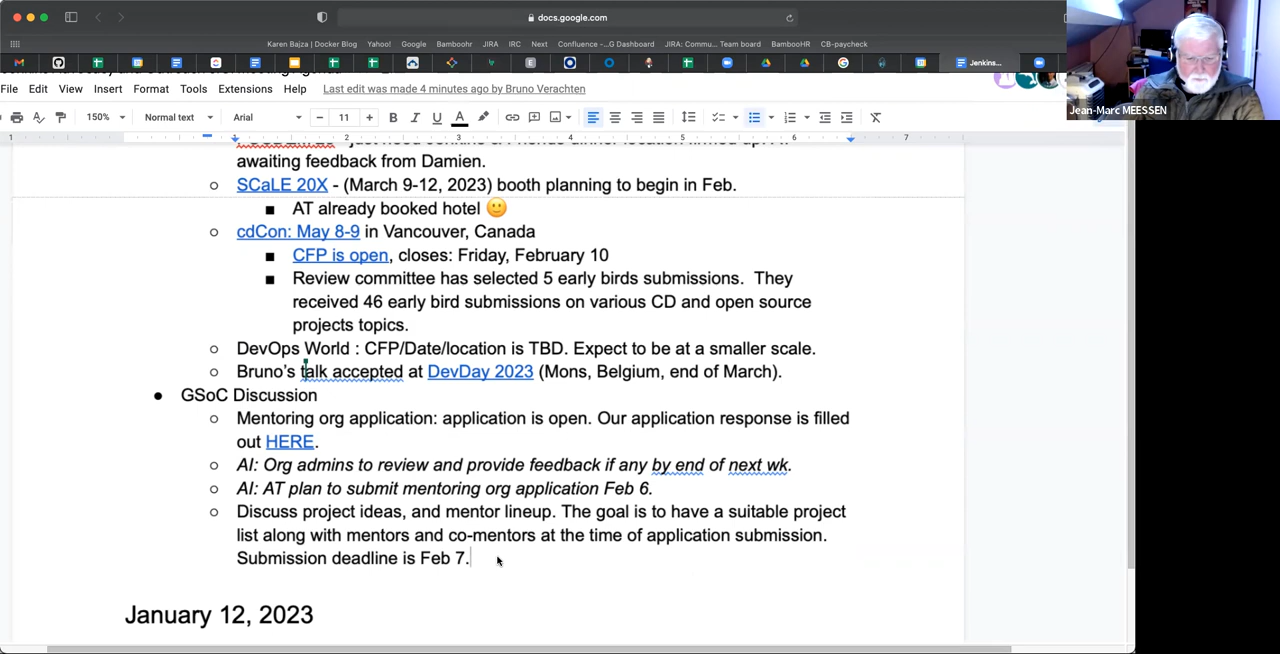 docs.google.com
Karen Bajza | Docker Blog Yahoo! Google Bamboohr JIRA IRC Next Confluence -...G Dashboard JIRA: Commu... Team board BambooHR CB-paycheck
Jenkins...
File Edit View Insert Format Tools Extensions Help Last edit was made 4 minutes ago by Bruno Verachten
Jean-Marc MEESSEN
150% Normal text Arial 11
1 1 2 3 4 5 6 7
awaiting feedback from Damien.
SCaLE 20X - (March 9-12, 2023) booth planning to begin in Feb.
AT already booked hotel 🙂
cdCon: May 8-9 in Vancouver, Canada
CFP is open, closes: Friday, February 10
Review committee has selected 5 early birds submissions. They
received 46 early bird submissions on various CD and open source
projects topics.
DevOps World : CFP/Date/location is TBD. Expect to be at a smaller scale.
Bruno's talk accepted at DevDay 2023 (Mons, Belgium, end of March).
GSoC Discussion
Mentoring org application: application is open. Our application response is filled
out HERE.
AI: Org admins to review and provide feedback if any by end of next wk.
AI: AT plan to submit mentoring org application Feb 6.
Discuss project ideas, and mentor lineup. The goal is to have a suitable project
list along with mentors and co-mentors at the time of application submission.
Submission deadline is Feb 7.
January 12, 2023